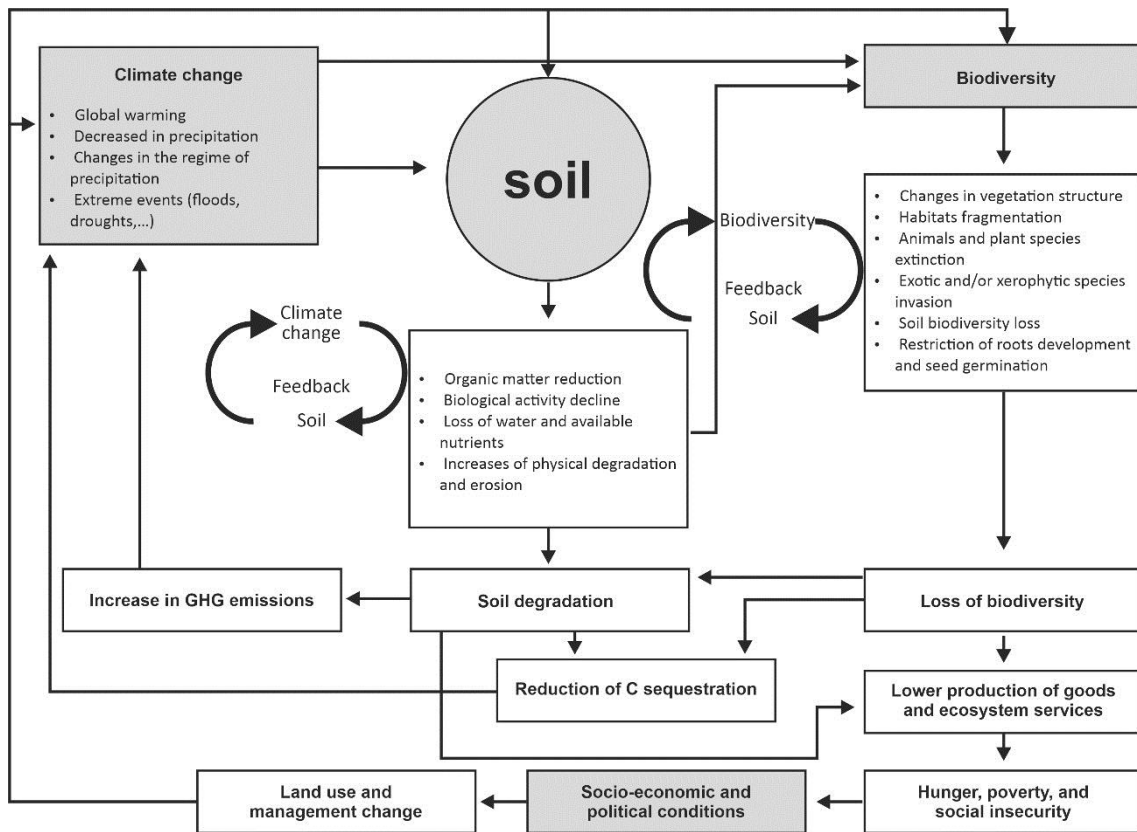 Climate change
• Global warming
• Decreased in precipitation
• Changes in the regime of
precipitation
• Extreme events (floods,
droughts,...)
soil
Biodiversity
• Changes in vegetation structure
• Habitats fragmentation
• Animals and plant species
extinction
• Exotic and/or xerophytic species
invasion
• Soil biodiversity loss
• Restriction of roots development
and seed germination
Biodiversity
Feedback
Soil
Climate
change
Feedback
Soil
• Organic matter reduction
• Biological activity decline
• Loss of water and available
nutrients
• Increases of physical degradation
and erosion
Increase in GHG emissions
Soil degradation
Loss of biodiversity
Reduction of C sequestration
Lower production of goods
and ecosystem services
Land use and
management change
Socio-economic and
political conditions
Hunger, poverty, and
social insecurity